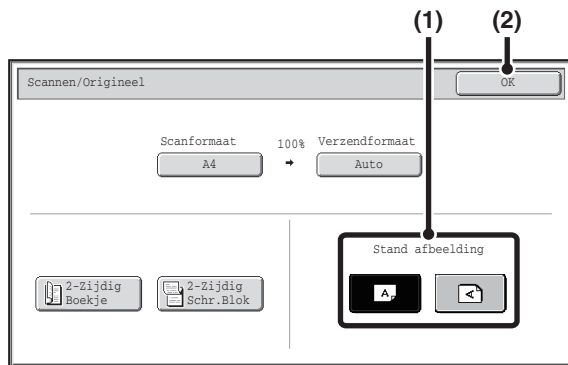 (1) (2)
Scannen/Origineel OK
Scanformaat 100% Verzendformaat
A4 Auto
Stand afbeelding
2-Zijdig 2-Zijdig
Boekje Schr.Blok
A A